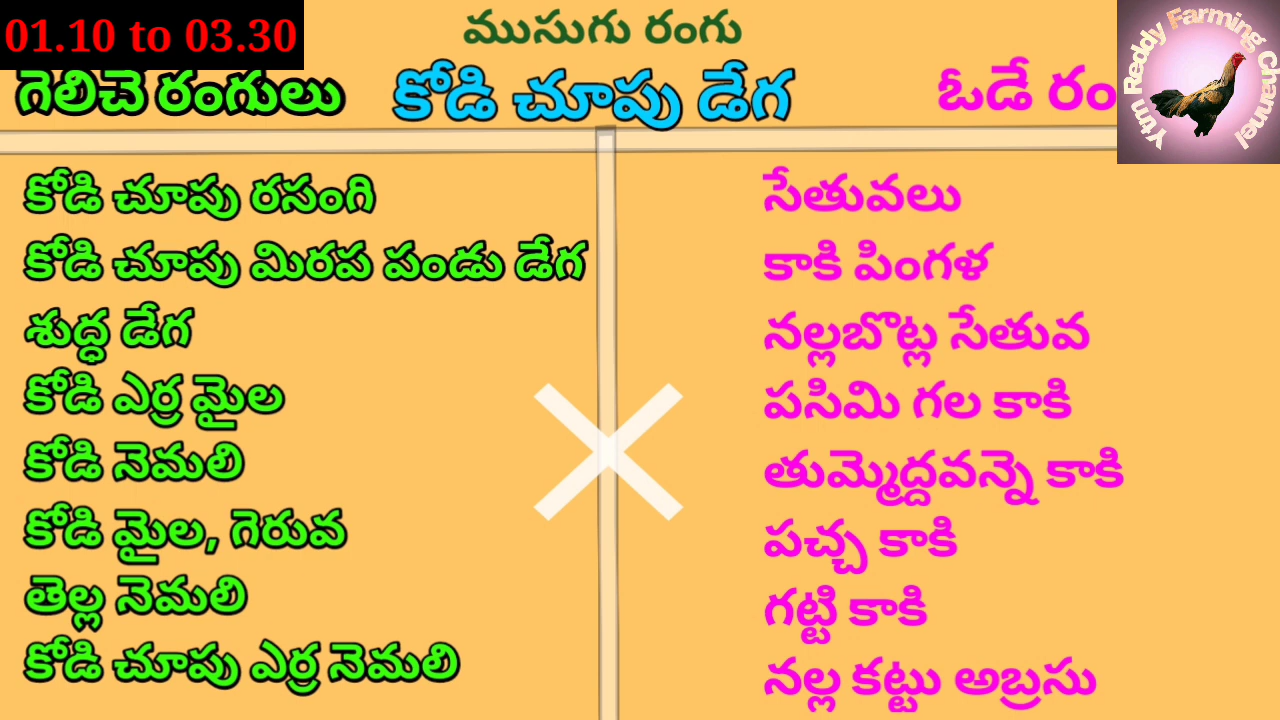 01.10 to 03.30
ముసుగు రంగు
గెలిచే రంగులు
కోడి చూపు డేగ
ఓడే రం
Ytm Reddy Farming Channel
కోడి చూపు రసంగి
కోడి చూపు మిరప పండు డేగ
శుద్ధ డేగ
కోడి ఎర్ర మైల
కోడి నెమలి
కోడి మైల, గెరువ
తెల్ల నెమలి
కోడి చూపు ఎర్ర నెమలి
సేతువలు
కాకి పింగళ
నల్లబొట్ల సేతువ
పసిమి గల కాకి
తుమ్మెద్దవన్నె కాకి
పచ్చ కాకి
గట్టి కాకి
నల్ల కట్టు అబ్రసు